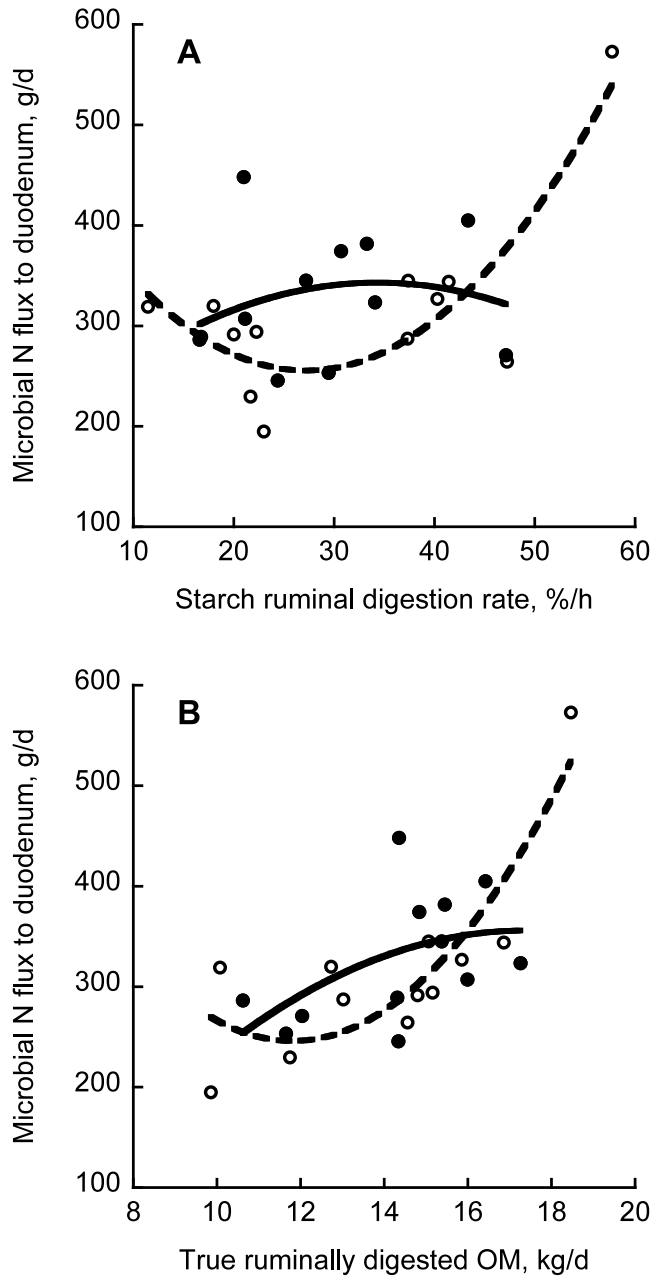 600
A
500
400
300
200
100
10 20 30 40 50 60
Microbial N flux to duodenum, g/d
Starch ruminal digestion rate, %/h
600
B
500
400
300
200
100
8 10 12 14 16 18 20
Microbial N flux to duodenum, g/d
True ruminally digested OM, kg/d